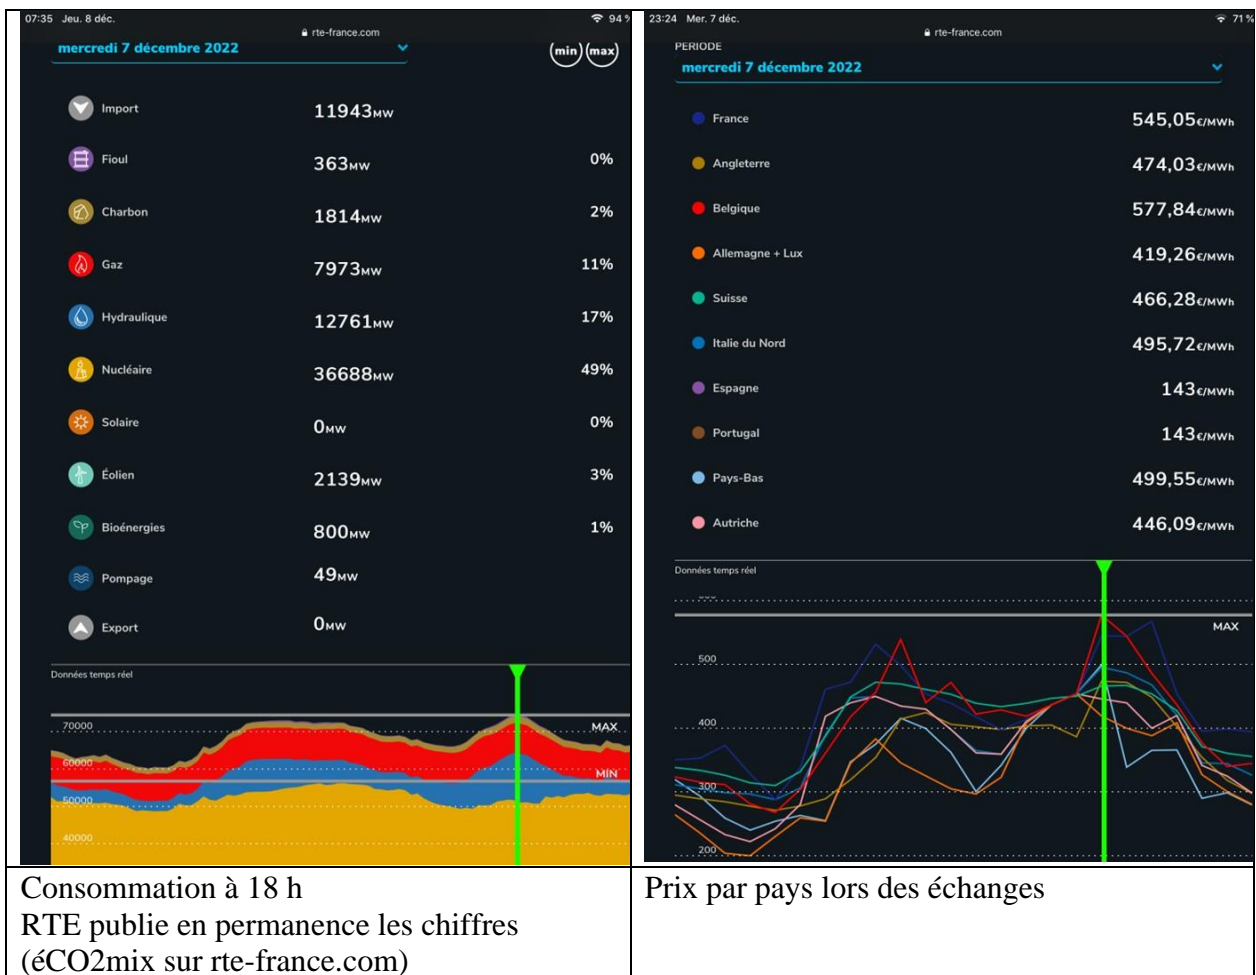 07:35 Jeu. 8 déc.
94 %
rte-france.com
mercredi 7 décembre 2022
min max
Import 11943MW
Fioul 363MW 0%
Charbon 1814MW 2%
Gaz 7973MW 11%
Hydraulique 12761MW 17%
Nucléaire 36688MW 49%
Solaire 0MW 0%
Éolien 2139MW 3%
Bioénergies 800MW 1%
Pompage 49MW
Export 0MW
Données temps réel
70000 MAX
60000
MIN
50000
40000
Consommation à 18 h
RTE publie en permanence les chiffres
(éCO2mix sur rte-france.com)
23:24 Mer. 7 déc.
71 %
rte-france.com
PÉRIODE
mercredi 7 décembre 2022
France 545,05€/MWh
Angleterre 474,03€/MWh
Belgique 577,84€/MWh
Allemagne + Lux 419,26€/MWh
Suisse 466,28€/MWh
Italie du Nord 495,72€/MWh
Espagne 143€/MWh
Portugal 143€/MWh
Pays-Bas 499,55€/MWh
Autriche 446,09€/MWh
Données temps réel
MAX
500
400
300
200
Prix par pays lors des échanges